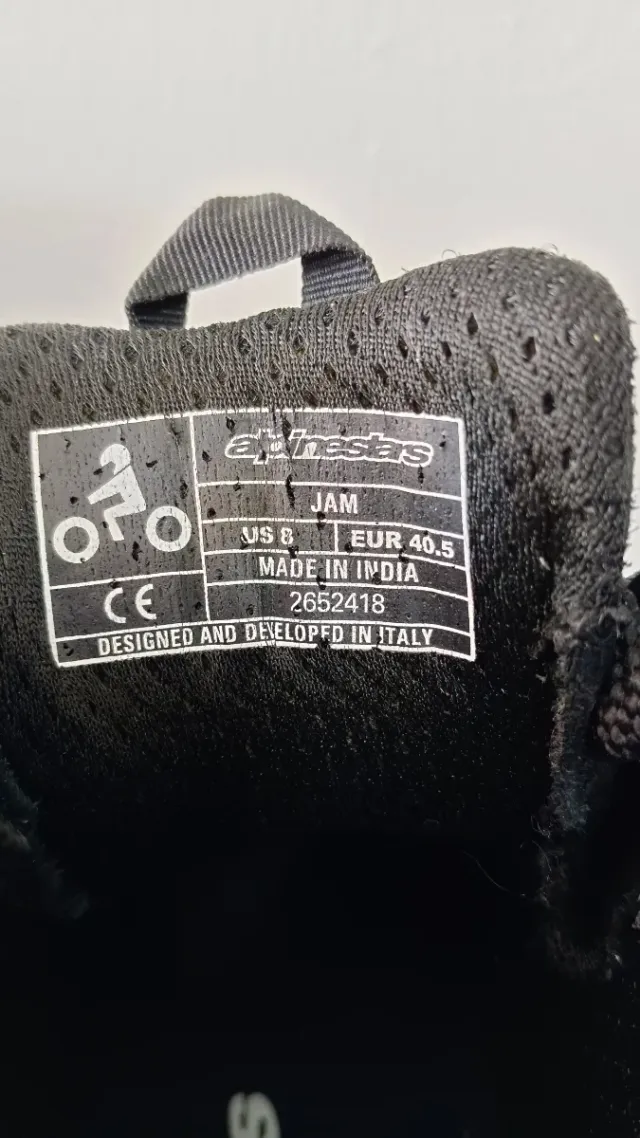 alpinestars
JAM
US 8 EUR 40.5
MADE IN INDIA
CE 2652418
DESIGNED AND DEVELOPED IN ITALY
S